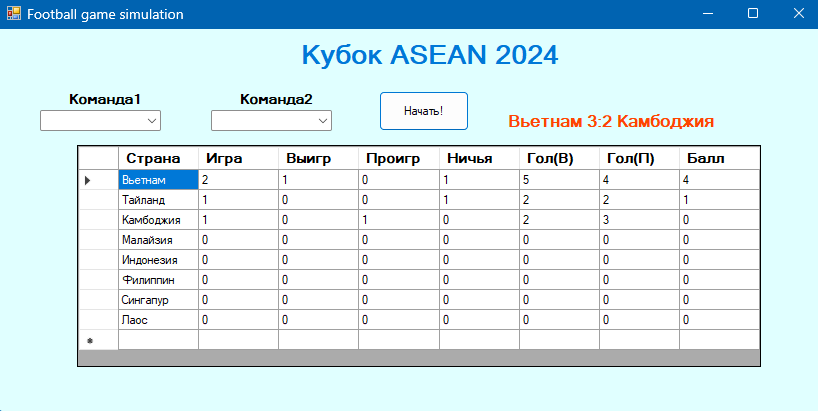 Football game simulation
Кубок ASEAN 2024
Команда1 Команда2 Начать!
Вьетнам 3:2 Камбоджия
Страна Игра Выигр Проигр Ничья Гол(В) Гол(П) Балл
Вьетнам 2 1 0 1 5 4 4
Тайланд 1 0 0 1 2 2 1
Камбоджия 1 0 1 0 2 3 0
Малайзия 0 0 0 0 0 0 0
Индонезия 0 0 0 0 0 0 0
Филиппин 0 0 0 0 0 0 0
Сингапур 0 0 0 0 0 0 0
Лаос 0 0 0 0 0 0 0